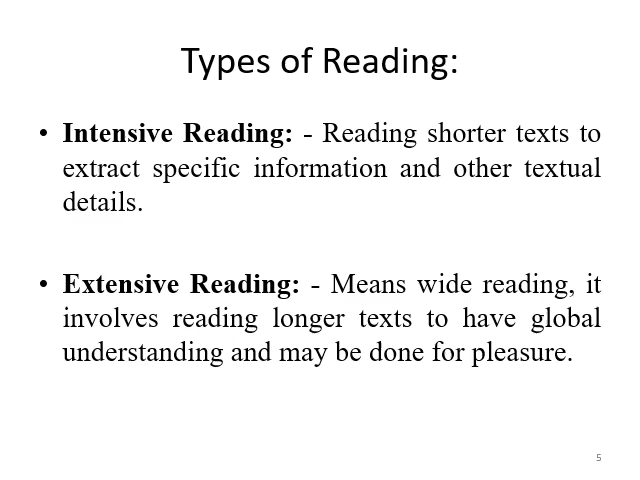 Types of Reading:
• Intensive Reading: - Reading shorter texts to
extract specific information and other textual
details.
• Extensive Reading: - Means wide reading, it
involves reading longer texts to have global
understanding and may be done for pleasure.
5